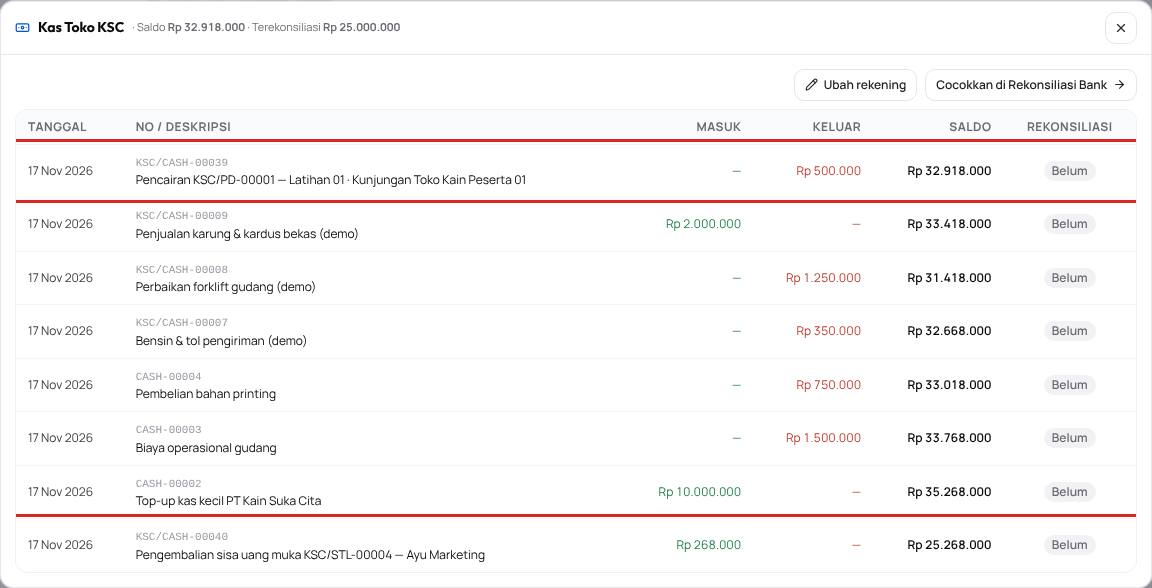 Kas Toko KSC · Saldo Rp 32.918.000 · Terekonsiliasi Rp 25.000.000
Ubah rekening Cocokkan di Rekonsiliasi Bank →
TANGGAL NO / DESKRIPSI MASUK KELUAR SALDO REKONSILIASI
KSC/CASH-00039
17 Nov 2026 Pencairan KSC/PD-00001 — Latihan 01 · Kunjungan Toko Kain Peserta 01 — Rp 500.000 Rp 32.918.000 Belum
KSC/CASH-00009
17 Nov 2026 Penjualan karung & kardus bekas (demo) Rp 2.000.000 — Rp 33.418.000 Belum
KSC/CASH-00008
17 Nov 2026 Perbaikan forklift gudang (demo) — Rp 1.250.000 Rp 31.418.000 Belum
KSC/CASH-00007
17 Nov 2026 Bensin & tol pengiriman (demo) — Rp 350.000 Rp 32.668.000 Belum
CASH-00004
17 Nov 2026 Pembelian bahan printing — Rp 750.000 Rp 33.018.000 Belum
CASH-00003
17 Nov 2026 Biaya operasional gudang — Rp 1.500.000 Rp 33.768.000 Belum
CASH-00002
17 Nov 2026 Top-up kas kecil PT Kain Suka Cita Rp 10.000.000 — Rp 35.268.000 Belum
KSC/CASH-00040
17 Nov 2026 Pengembalian sisa uang muka KSC/STL-00004 — Ayu Marketing Rp 268.000 — Rp 25.268.000 Belum